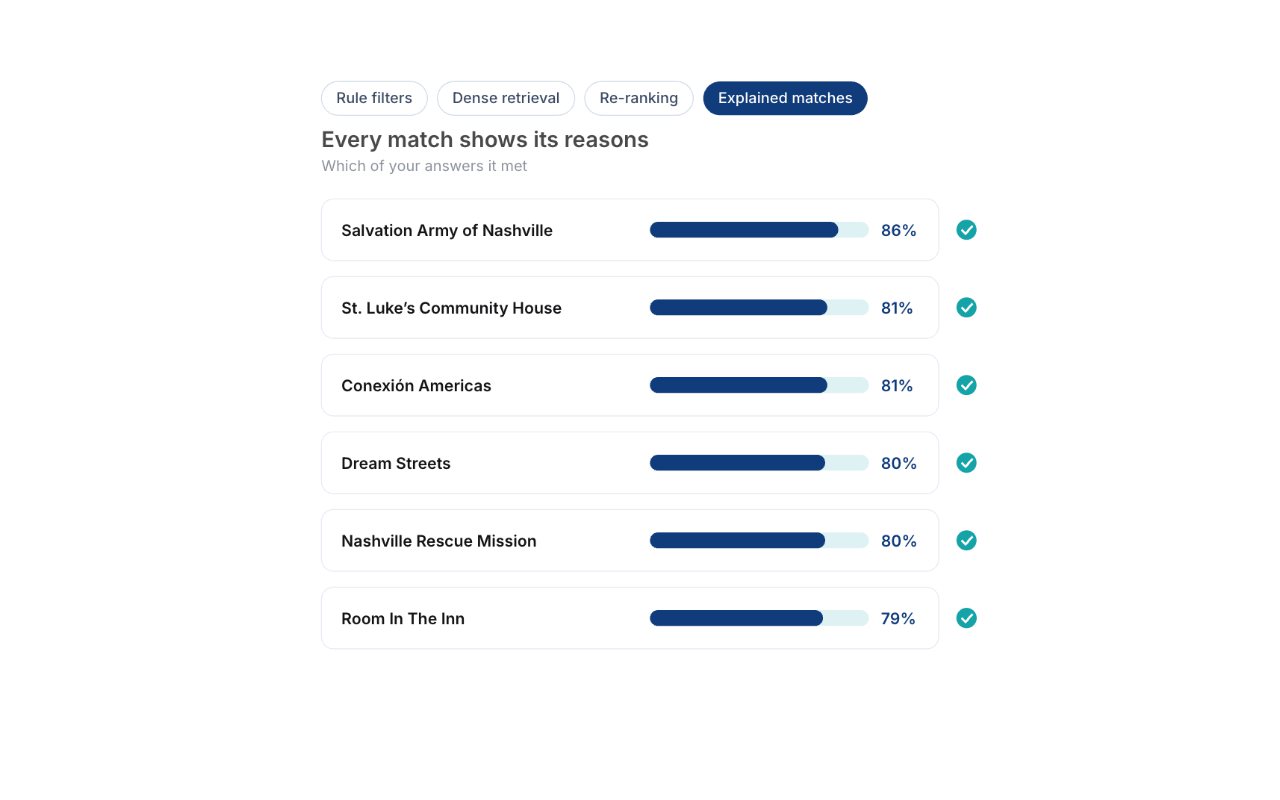 Rule filters Dense retrieval Re-ranking Explained matches
Every match shows its reasons
Which of your answers it met
Salvation Army of Nashville 86%
St. Luke’s Community House 81%
Conexión Americas 81%
Dream Streets 80%
Nashville Rescue Mission 80%
Room In The Inn 79%